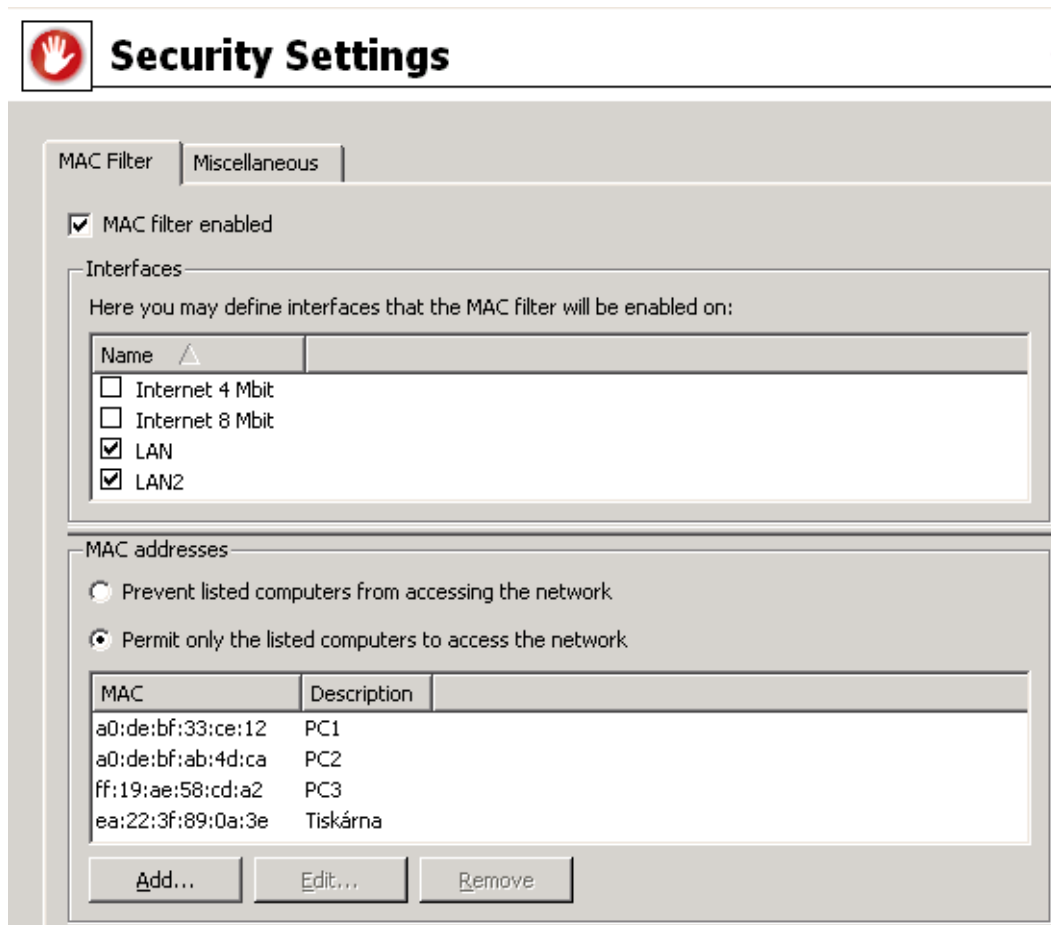 Security Settings
MAC Filter
Miscellaneous
MAC filter enabled
Interfaces
Here you may define interfaces that the MAC filter will be enabled on:
Name
Internet 4 Mbit
Internet 8 Mbit
LAN
LAN2
MAC addresses
Prevent listed computers from accessing the network
Permit only the listed computers to access the network
MAC Description
a0:de:bf:33:ce:12 PC1
a0:de:bf:ab:4d:ca PC2
ff:19:ae:58:cd:a2 PC3
ea:22:3f:89:0a:3e Tiskárna
Add... Edit... Remove